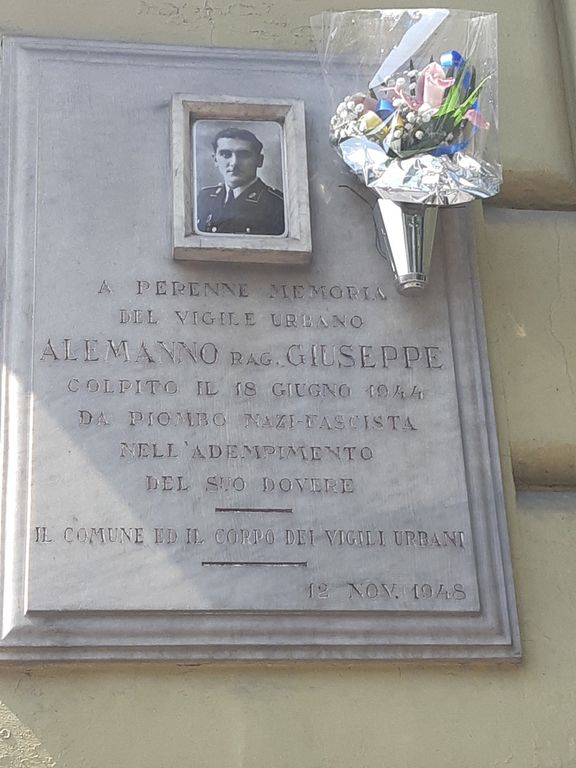 A PERENNE MEMORIA
DEL VIGILE URBANO
ALEMANNO RAG. GIUSEPPE
COLPITO IL 18 GIUGNO 1944
DA PIOMBO NAZI-FASCISTA
NELL'ADEMPIMENTO
DEL SUO DOVERE
IL COMUNE ED IL CORPO DEI VIGILI URBANI
12 NOV. 1948